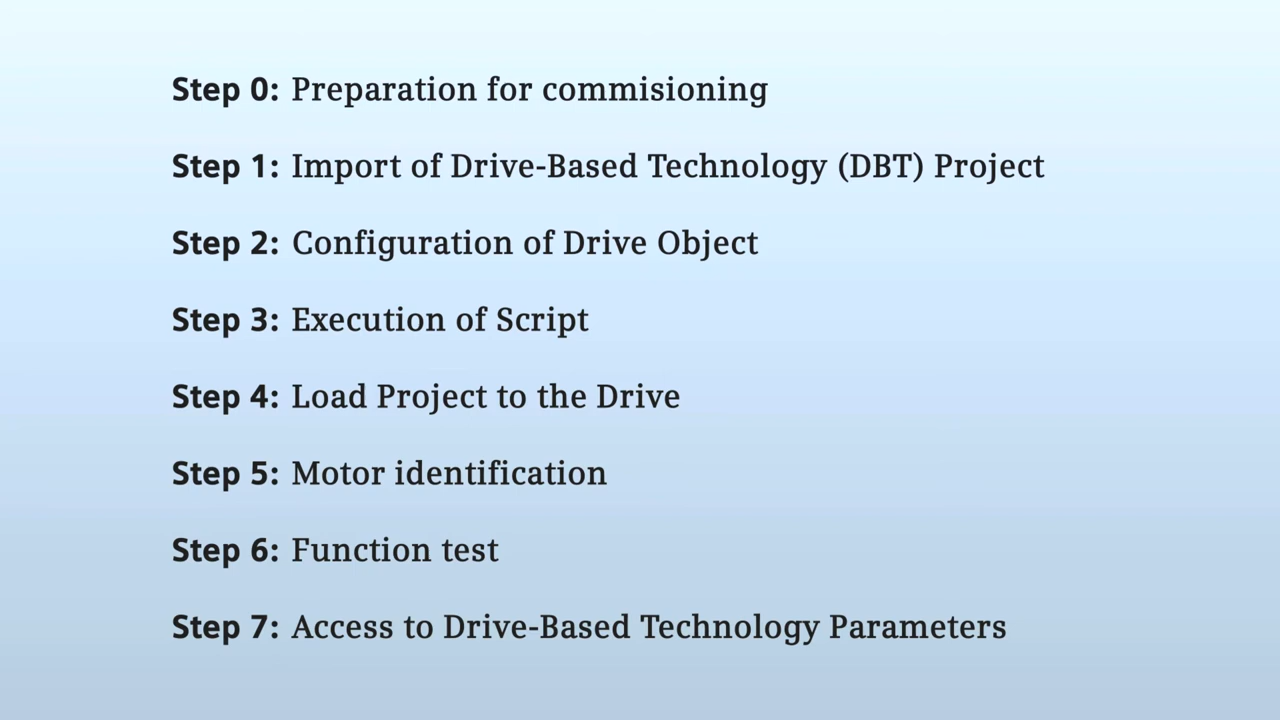 Step 0: Preparation for commisioning
Step 1: Import of Drive-Based Technology (DBT) Project
Step 2: Configuration of Drive Object
Step 3: Execution of Script
Step 4: Load Project to the Drive
Step 5: Motor identification
Step 6: Function test
Step 7: Access to Drive-Based Technology Parameters